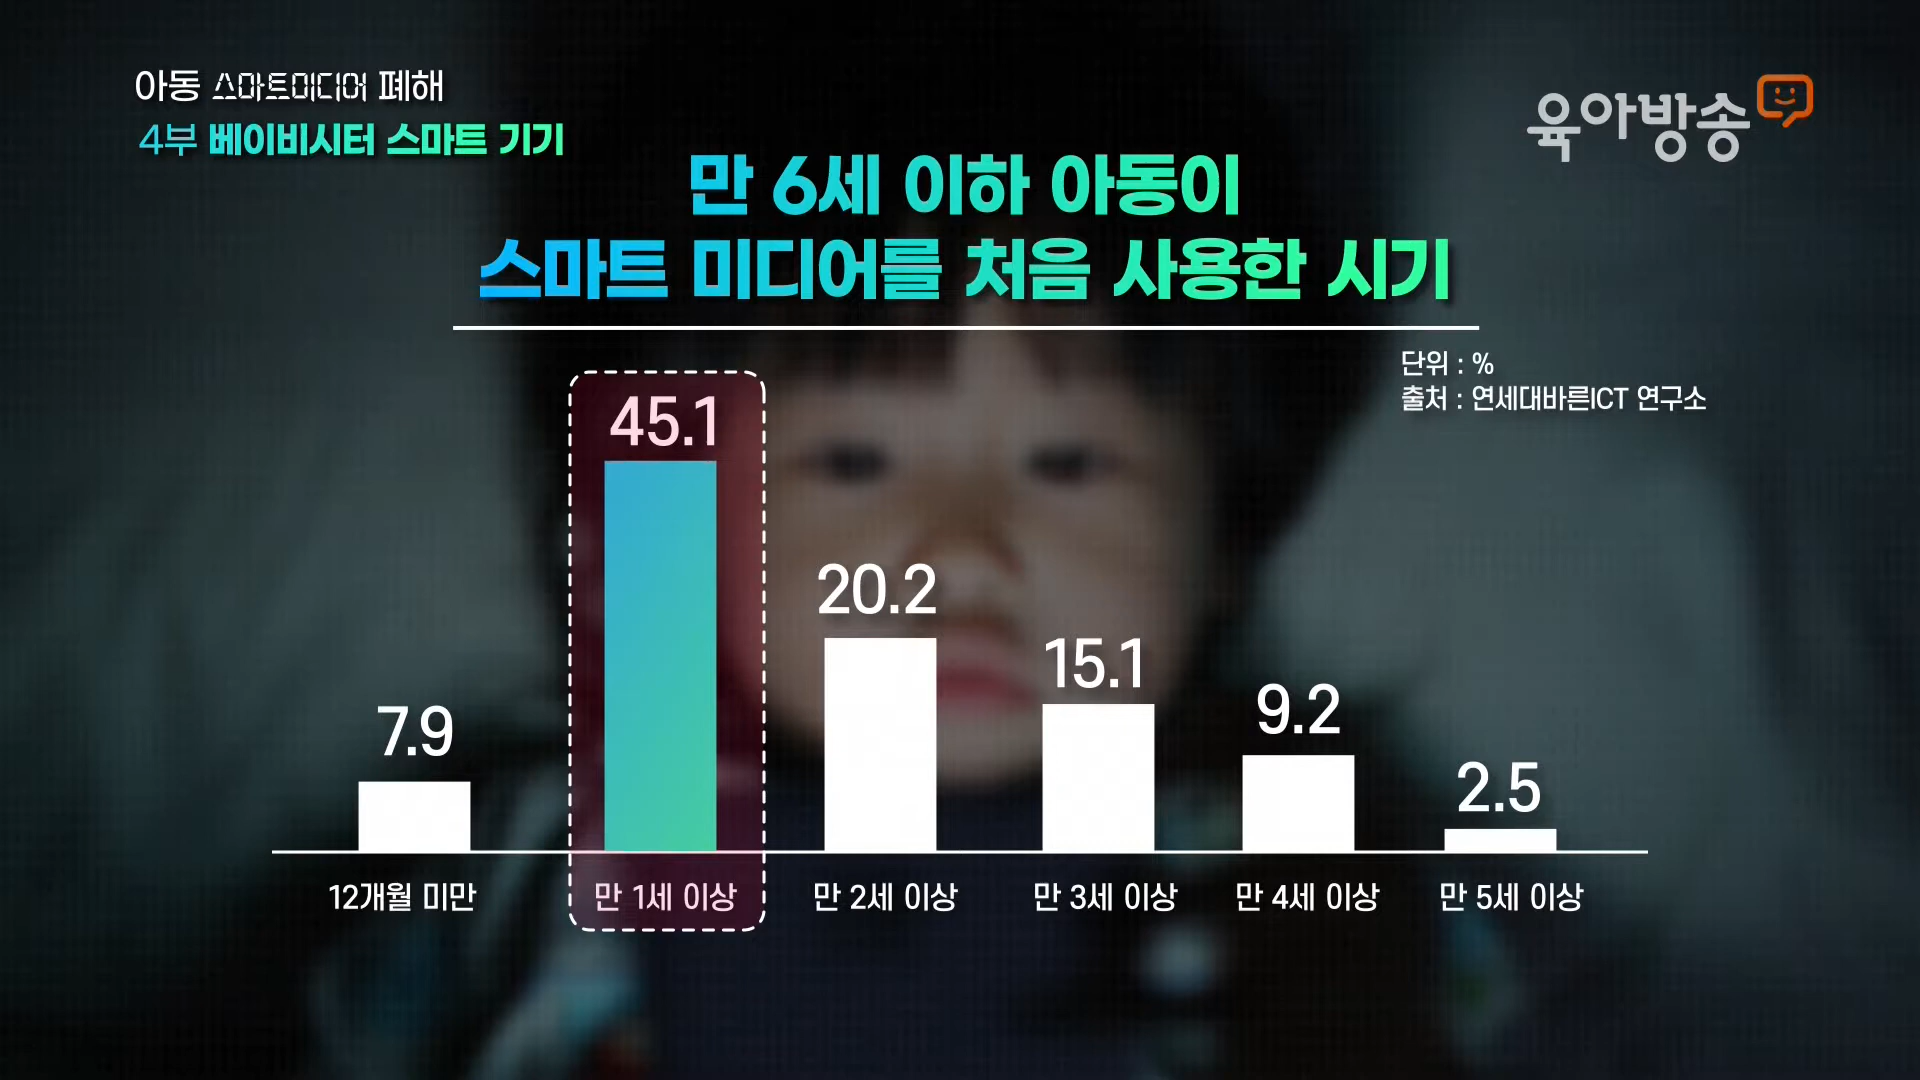 아동 스마트미디어 폐해
4부 베이비시터 스마트 기기
육아방송
만 6세 이하 아동이
스마트 미디어를 처음 사용한 시기
단위 : %
출처 : 연세대바른ICT 연구소
45.1
20.2
15.1
9.2
7.9
2.5
12개월 미만
만 1세 이상
만 2세 이상
만 3세 이상
만 4세 이상
만 5세 이상